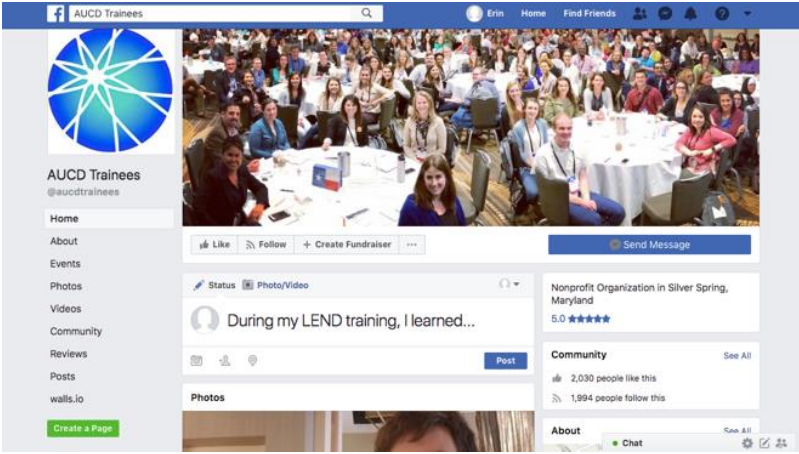 AUCD Trainees
Erin Home Find Friends
AUCD Trainees
@aucdtrainees
Home
About
Events
Photos
Videos
Community
Reviews
Posts
walls.io
Create a Page
Like Follow + Create Fundraiser ...
Send Message
Status Photo/Video
During my LEND training, I learned...
Post
Photos
Nonprofit Organization in Silver Spring,
Maryland
5.0 ★★★★★
Community See All
2,030 people like this
1,994 people follow this
About See All
Chat